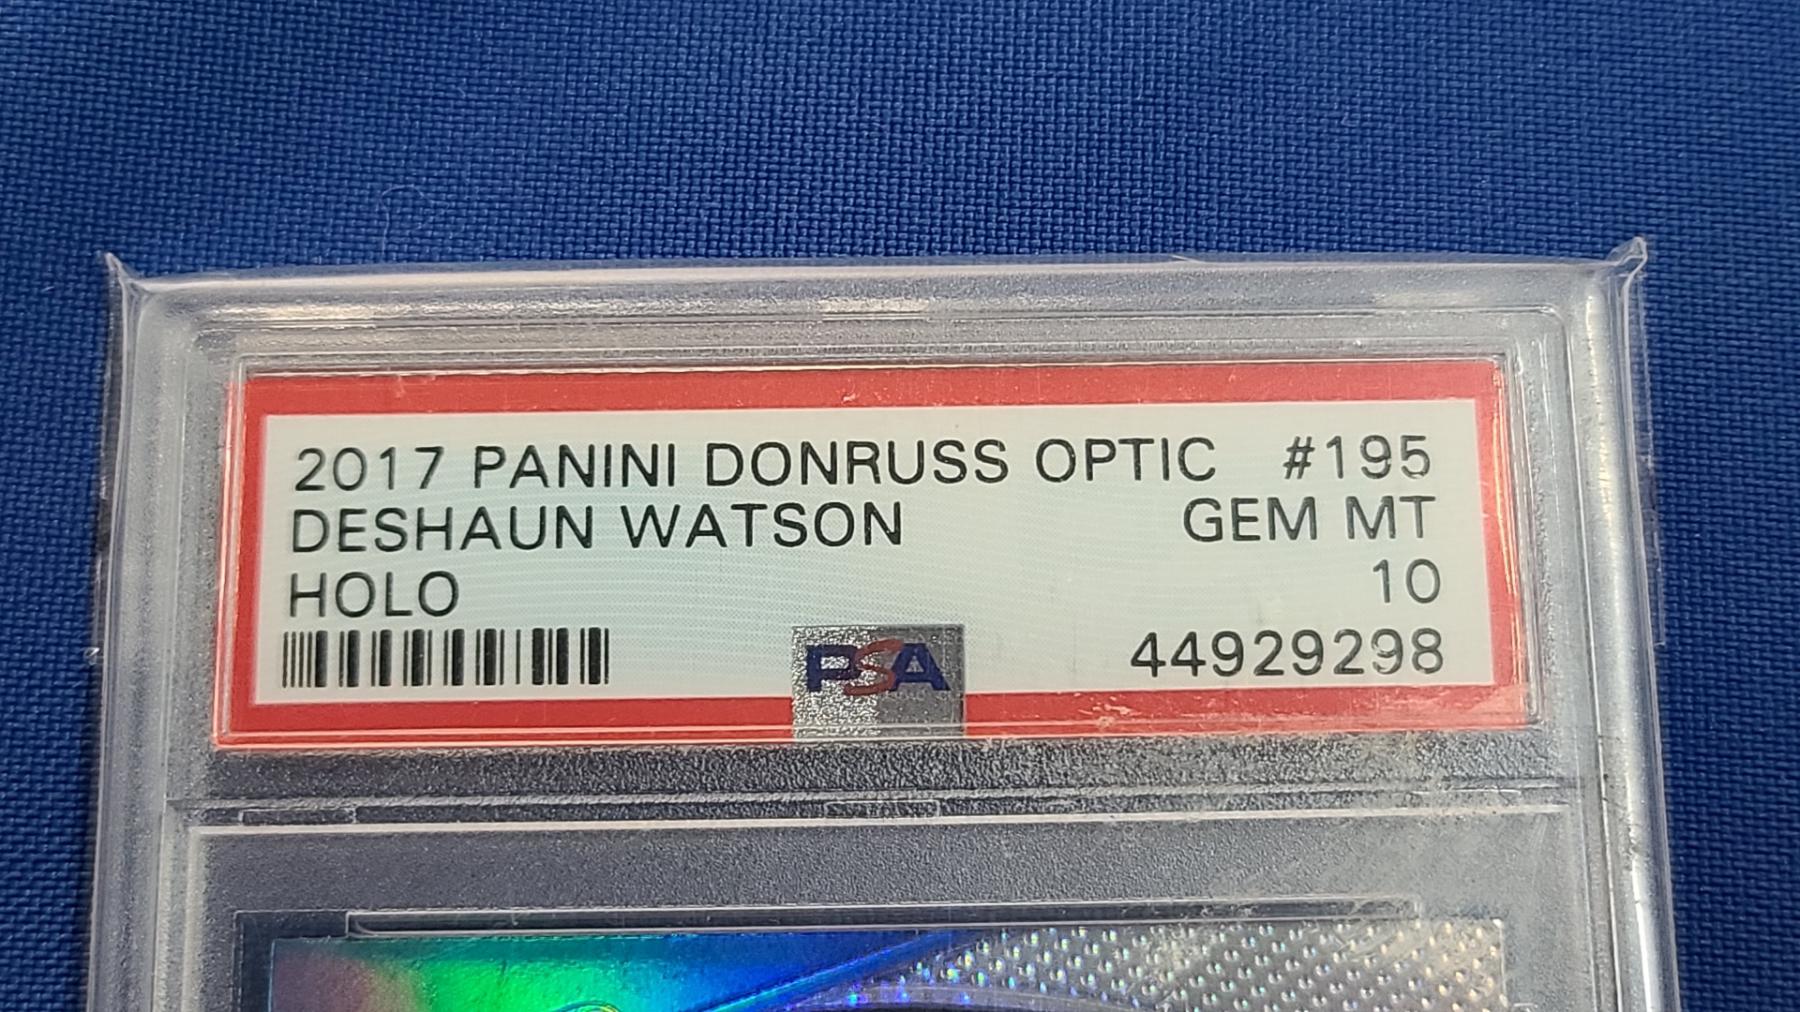 2017 PANINI DONRUSS OPTIC #195
DESHAUN WATSON GEM MT
HOLO 10
PSA 44929298